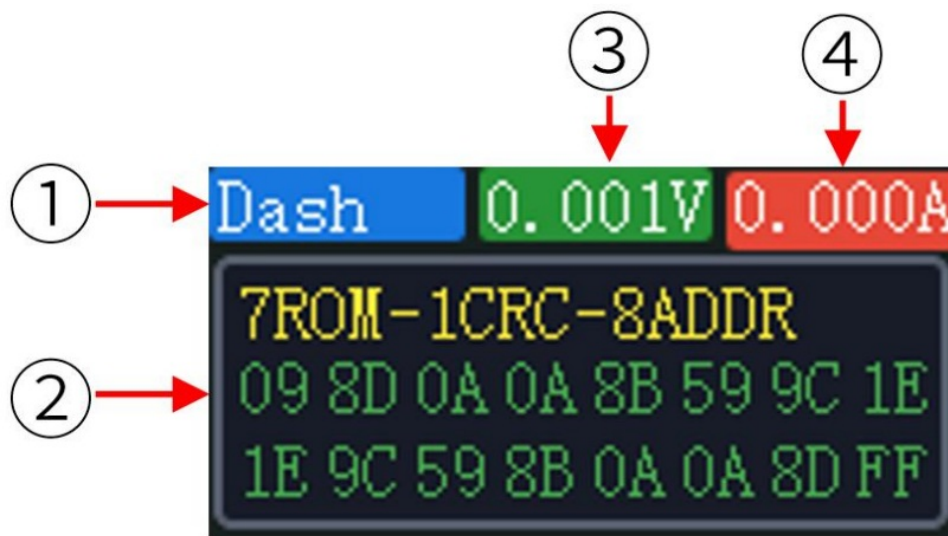 ③ ④
① Dash 0.001V 0.000A
7ROM-1CRC-8ADDR
② 09 8D 0A 0A 8B 59 9C 1E
1E 9C 59 8B 0A 0A 8D FF